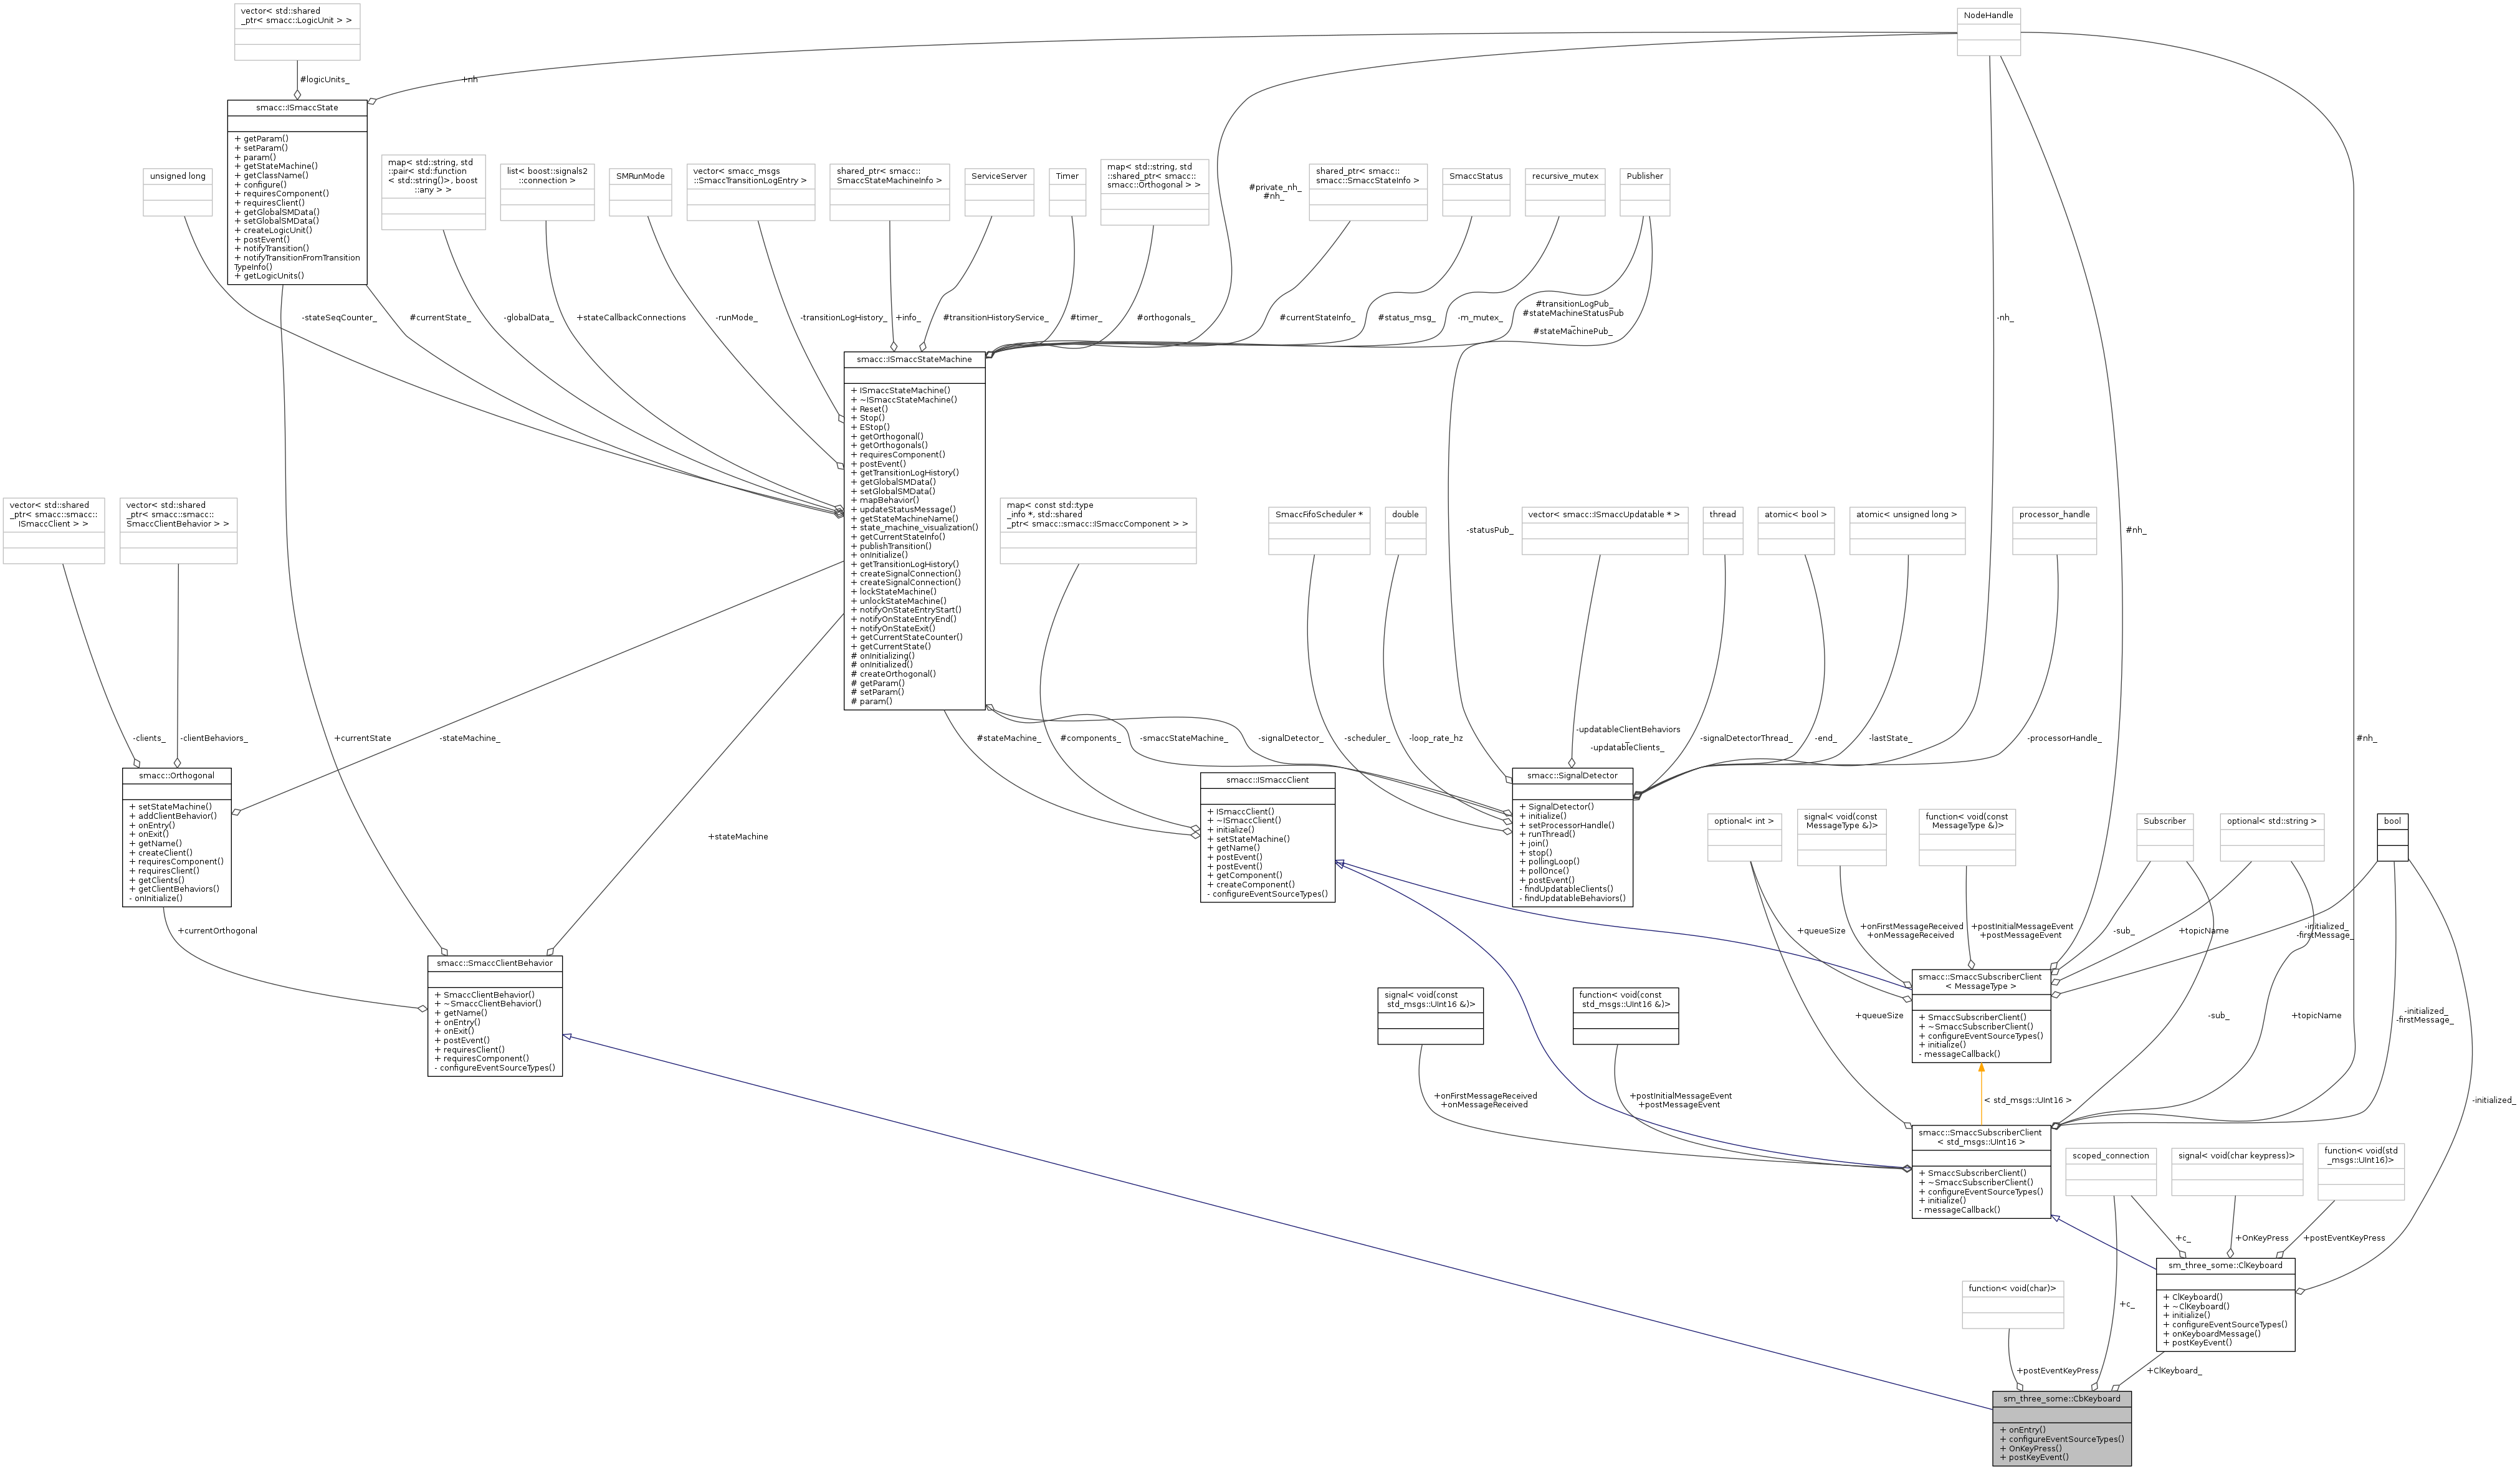 vector< std::shared
_ptr< smacc::LogicUnit > >
NodeHandle
#logicUnits_
+nh
smacc::ISmaccState
+ getParam()
+ setParam()
+ param()
+ getStateMachine()
+ getClassName()
+ configure()
+ requiresComponent()
+ requiresClient()
+ getGlobalSMData()
+ setGlobalSMData()
+ createLogicUnit()
+ postEvent()
+ notifyTransition()
+ notifyTransitionFromTransition
TypeInfo()
+ getLogicUnits()
unsigned long
map< std::string, std
::pair< std::function
< std::string()>, boost
::any > >
list< boost::signals2
::connection >
SMRunMode
vector< smacc_msgs
::SmaccTransitionLogEntry >
shared_ptr< smacc::
SmaccStateMachineInfo >
ServiceServer
Timer
map< std::string, std
::shared_ptr< smacc::
smacc::Orthogonal > >
#private_nh_
#nh_
shared_ptr< smacc::
smacc::SmaccStateInfo >
SmaccStatus
recursive_mutex
Publisher
-stateSeqCounter_
#currentState_
-globalData_
+stateCallbackConnections
-runMode_
-transitionLogHistory_
+info_
#transitionHistoryService_
#timer_
#orthogonals_
#currentStateInfo_
#status_msg_
-m_mutex_
#transitionLogPub_
#stateMachineStatusPub
_
#stateMachinePub_
-nh_
smacc::ISmaccStateMachine
+ ISmaccStateMachine()
+ ~ISmaccStateMachine()
+ Reset()
+ Stop()
+ EStop()
+ getOrthogonal()
+ getOrthogonals()
+ requiresComponent()
+ postEvent()
+ getTransitionLogHistory()
+ getGlobalSMData()
+ setGlobalSMData()
+ mapBehavior()
+ updateStatusMessage()
+ getStateMachineName()
+ state_machine_visualization()
+ getCurrentStateInfo()
+ publishTransition()
+ onInitialize()
+ getTransitionLogHistory()
+ createSignalConnection()
+ createSignalConnection()
+ lockStateMachine()
+ unlockStateMachine()
+ notifyOnStateEntryStart()
+ notifyOnStateEntryEnd()
+ notifyOnStateExit()
+ getCurrentStateCounter()
+ getCurrentState()
# onInitializing()
# onInitialized()
# createOrthogonal()
# getParam()
# setParam()
# param()
vector< std::shared
_ptr< smacc::smacc::
ISmaccClient > >
vector< std::shared
_ptr< smacc::smacc::
SmaccClientBehavior > >
map< const std::type
_info *, std::shared
_ptr< smacc::smacc::ISmaccComponent > >
SmaccFifoScheduler *
double
-statusPub_
vector< smacc::ISmaccUpdatable * >
thread
atomic< bool >
atomic< unsigned long >
processor_handle
#nh_
-clients_
-clientBehaviors_
+currentState
-stateMachine_
#stateMachine_
#components_
-smaccStateMachine_
-signalDetector_
-scheduler_
-loop_rate_hz
-updatableClientBehaviors
_
-updatableClients_
-signalDetectorThread_
-end_
-lastState_
-processorHandle_
#nh_
smacc::Orthogonal
+ setStateMachine()
+ addClientBehavior()
+ onEntry()
+ onExit()
+ getName()
+ createClient()
+ requiresComponent()
+ requiresClient()
+ getClients()
+ getClientBehaviors()
- onInitialize()
+stateMachine
smacc::ISmaccClient
+ ISmaccClient()
+ ~ISmaccClient()
+ initialize()
+ setStateMachine()
+ getName()
+ postEvent()
+ postEvent()
+ getComponent()
+ createComponent()
- configureEventSourceTypes()
smacc::SignalDetector
+ SignalDetector()
+ initialize()
+ setProcessorHandle()
+ runThread()
+ join()
+ stop()
+ pollingLoop()
+ pollOnce()
+ postEvent()
- findUpdatableClients()
- findUpdatableBehaviors()
optional< int >
signal< void(const
MessageType &)>
function< void(const
MessageType &)>
Subscriber
optional< std::string >
bool
+currentOrthogonal
+queueSize
+onFirstMessageReceived
+onMessageReceived
+postInitialMessageEvent
+postMessageEvent
-sub_
+topicName
-initialized_
-firstMessage_
smacc::SmaccClientBehavior
+ SmaccClientBehavior()
+ ~SmaccClientBehavior()
+ getName()
+ onEntry()
+ onExit()
+ postEvent()
+ requiresClient()
+ requiresComponent()
- configureEventSourceTypes()
signal< void(const
std_msgs::UInt16 &)>
function< void(const
std_msgs::UInt16 &)>
smacc::SmaccSubscriberClient
< MessageType >
+ SmaccSubscriberClient()
+ ~SmaccSubscriberClient()
+ configureEventSourceTypes()
+ initialize()
- messageCallback()
+queueSize
-sub_
+topicName
-initialized_
-firstMessage_
+onFirstMessageReceived
+onMessageReceived
+postInitialMessageEvent
+postMessageEvent
< std_msgs::UInt16 >
-initialized_
smacc::SmaccSubscriberClient
< std_msgs::UInt16 >
+ SmaccSubscriberClient()
+ ~SmaccSubscriberClient()
+ configureEventSourceTypes()
+ initialize()
- messageCallback()
scoped_connection
signal< void(char keypress)>
function< void(std
_msgs::UInt16)>
+c_
+OnKeyPress
+postEventKeyPress
sm_three_some::ClKeyboard
+ ClKeyboard()
+ ~ClKeyboard()
+ initialize()
+ configureEventSourceTypes()
+ onKeyboardMessage()
+ postKeyEvent()
function< void(char)>
+c_
+postEventKeyPress
+ClKeyboard_
sm_three_some::CbKeyboard
+ onEntry()
+ configureEventSourceTypes()
+ OnKeyPress()
+ postKeyEvent()